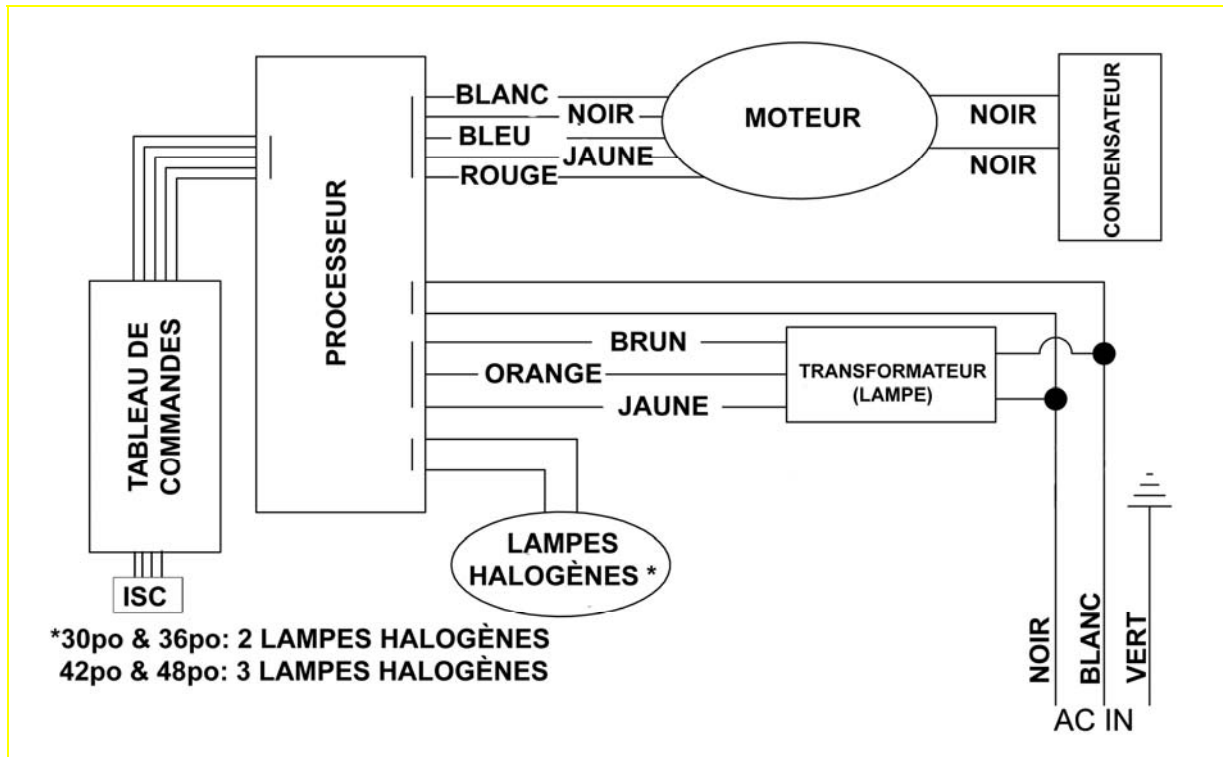 BLANC
NOIR
BLEU
JAUNE
ROUGE
MOTEUR
NOIR
NOIR
CONDENSATEUR
PROCESSEUR
TABLEAU DE
COMMANDES
BRUN
ORANGE
JAUNE
TRANSFORMATEUR
(LAMPE)
LAMPES
HALOGÈNES *
ISC
*30po & 36po: 2 LAMPES HALOGÈNES
42po & 48po: 3 LAMPES HALOGÈNES
NOIR
BLANC
VERT
AC IN